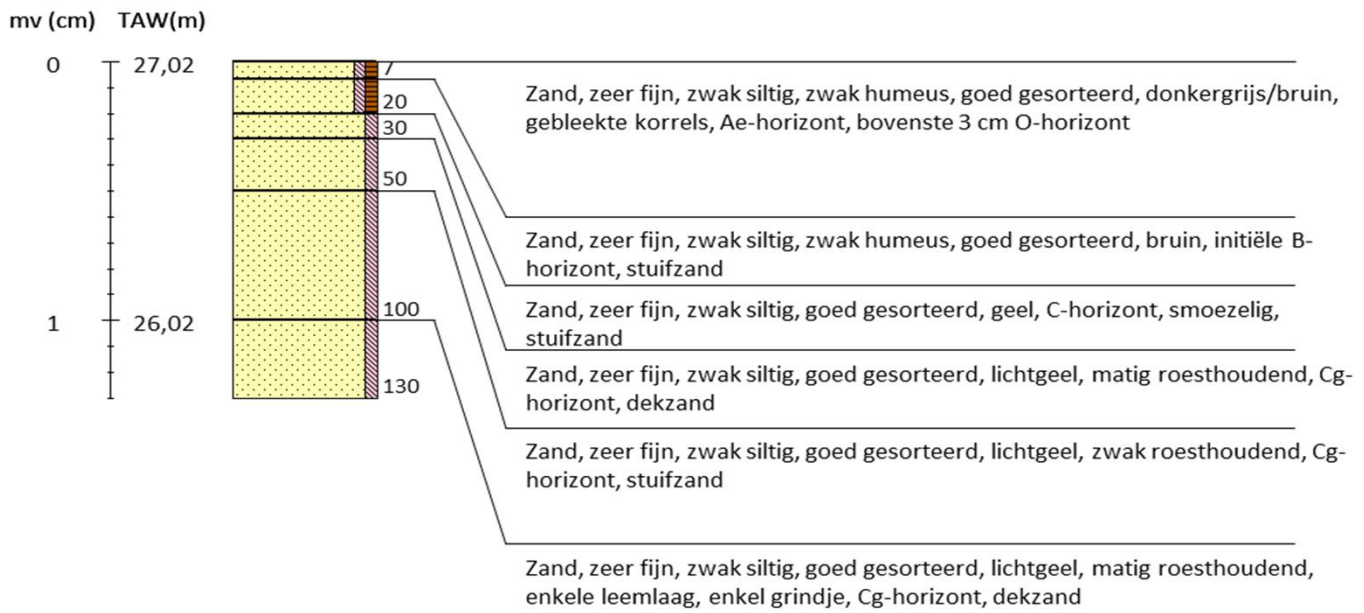 mv (cm) TAW(m)
0 27,02
7
20
30
50
100
1 26,02
130
Zand, zeer fijn, zwak siltig, zwak humeus, goed gesorteerd, donkergrijs/bruin,
gebleekte korrels, Ae-horizont, bovenste 3 cm O-horizont
Zand, zeer fijn, zwak siltig, zwak humeus, goed gesorteerd, bruin, initiële B-
horizont, stuifzand
Zand, zeer fijn, zwak siltig, goed gesorteerd, geel, C-horizont, smoezelig,
stuifzand
Zand, zeer fijn, zwak siltig, goed gesorteerd, lichtgeel, matig roesthoudend, Cg-
horizont, dekzand
Zand, zeer fijn, zwak siltig, goed gesorteerd, lichtgeel, zwak roesthoudend, Cg-
horizont, stuifzand
Zand, zeer fijn, zwak siltig, goed gesorteerd, lichtgeel, matig roesthoudend,
enkele leemlaag, enkel grindje, Cg-horizont, dekzand